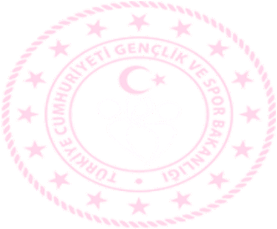 TÜRKİYE CUMHURİYETİ GENÇLİK VE SPOR BAKANLIĞI